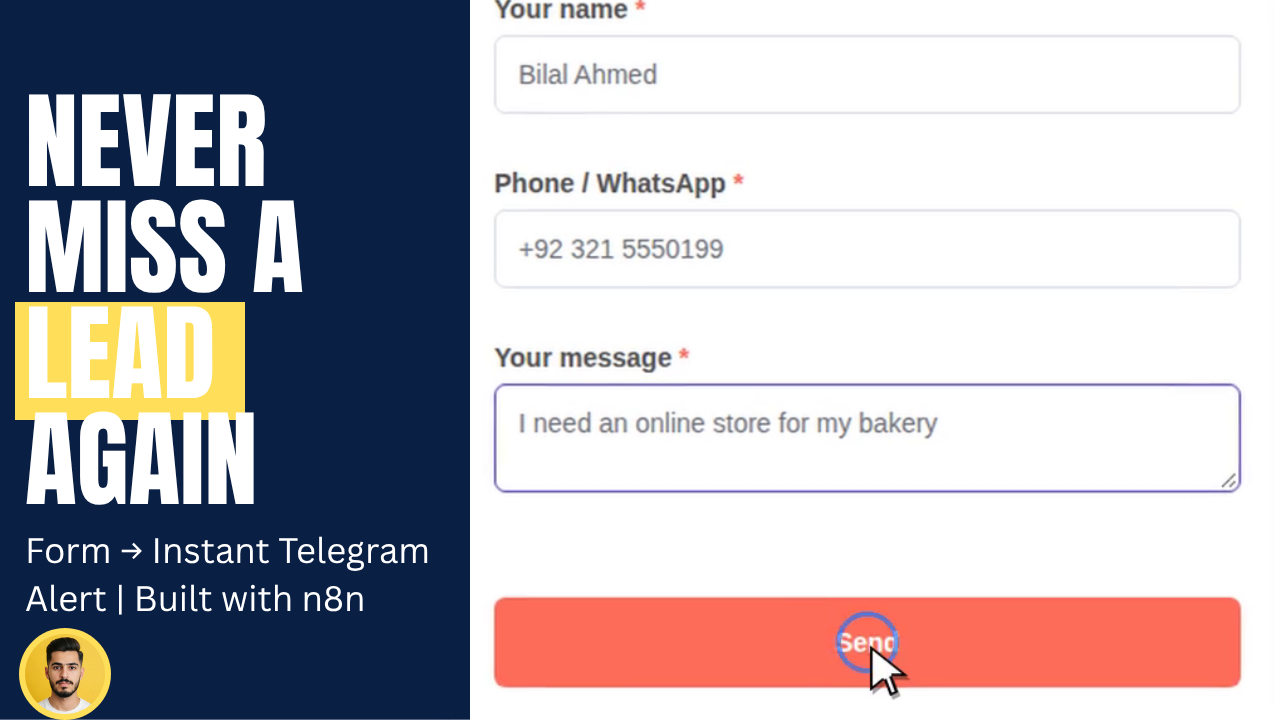 NEVER
MISS A
LEAD
AGAIN
Form → Instant Telegram
Alert | Built with n8n
Your name *
Bilal Ahmed
Phone / WhatsApp *
+92 321 5550199
Your message *
I need an online store for my bakery
Send